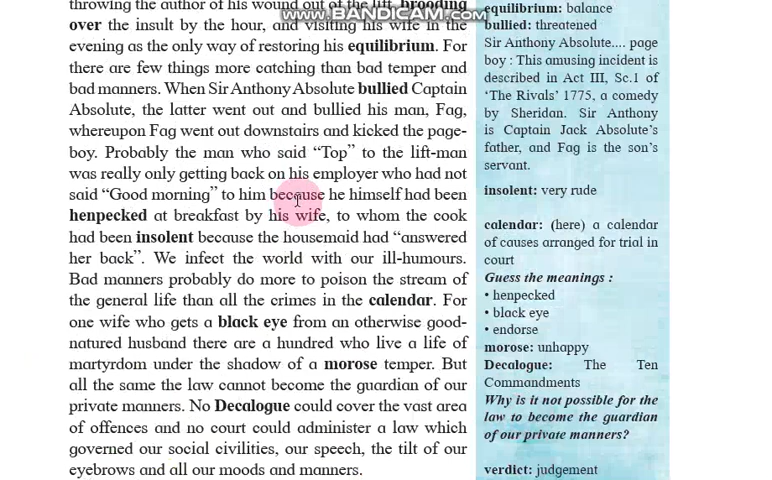 throwing the author of his wound out of the lift, brooding
over the insult by the hour, and visiting his wife in the
evening as the only way of restoring his equilibrium. For
there are few things more catching than bad temper and
bad manners. When Sir Anthony Absolute bullied Captain
Absolute, the latter went out and bullied his man, Fag,
whereupon Fag went out downstairs and kicked the page-
boy. Probably the man who said “Top” to the lift-man
was really only getting back on his employer who had not
said “Good morning” to him because he himself had been
henpecked at breakfast by his wife, to whom the cook
had been insolent because the housemaid had “answered
her back”. We infect the world with our ill-humours.
Bad manners probably do more to poison the stream of
the general life than all the crimes in the calendar. For
one wife who gets a black eye from an otherwise good-
natured husband there are a hundred who live a life of
martyrdom under the shadow of a morose temper. But
all the same the law cannot become the guardian of our
private manners. No Decalogue could cover the vast area
of offences and no court could administer a law which
governed our social civilities, our speech, the tilt of our
eyebrows and all our moods and manners.
www.BANDICAM.com
equilibrium: balance
bullied: threatened
Sir Anthony Absolute.... page
boy : This amusing incident is
described in Act III, Sc.1 of
‘The Rivals’ 1775, a comedy
by Sheridan. Sir Anthony
is Captain Jack Absolute’s
father, and Fag is the son’s
servant.
insolent: very rude
calendar: (here) a calendar
of causes arranged for trial in
court
Guess the meanings :
• henpecked
• black eye
• endorse
morose: unhappy
Decalogue: The Ten
Commandments
Why is it not possible for the
law to become the guardian
of our private manners?
verdict: judgement